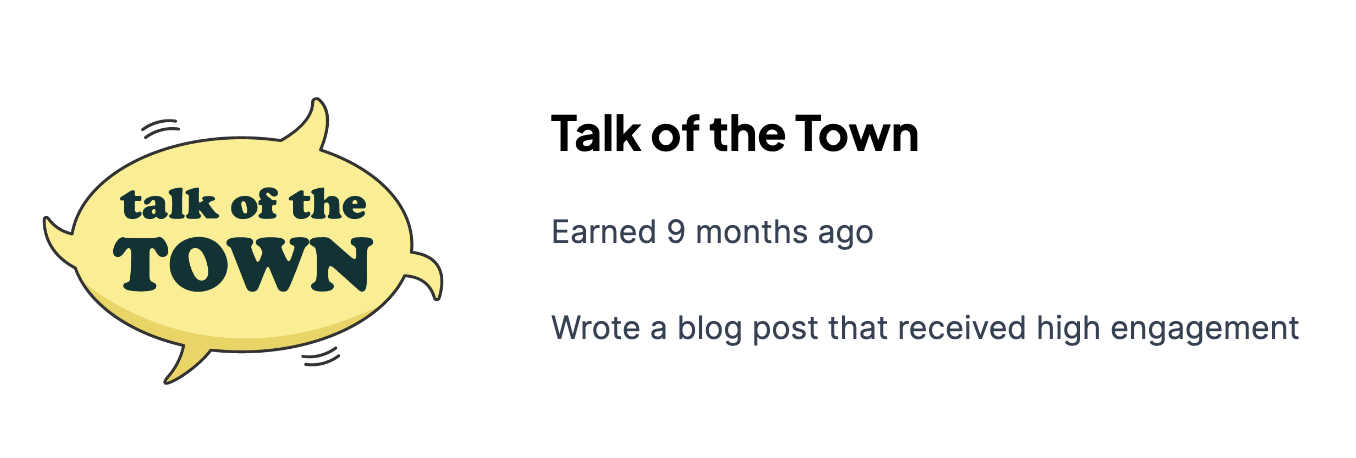 talk of the
TOWN
Talk of the Town
Earned 9 months ago
Wrote a blog post that received high engagement